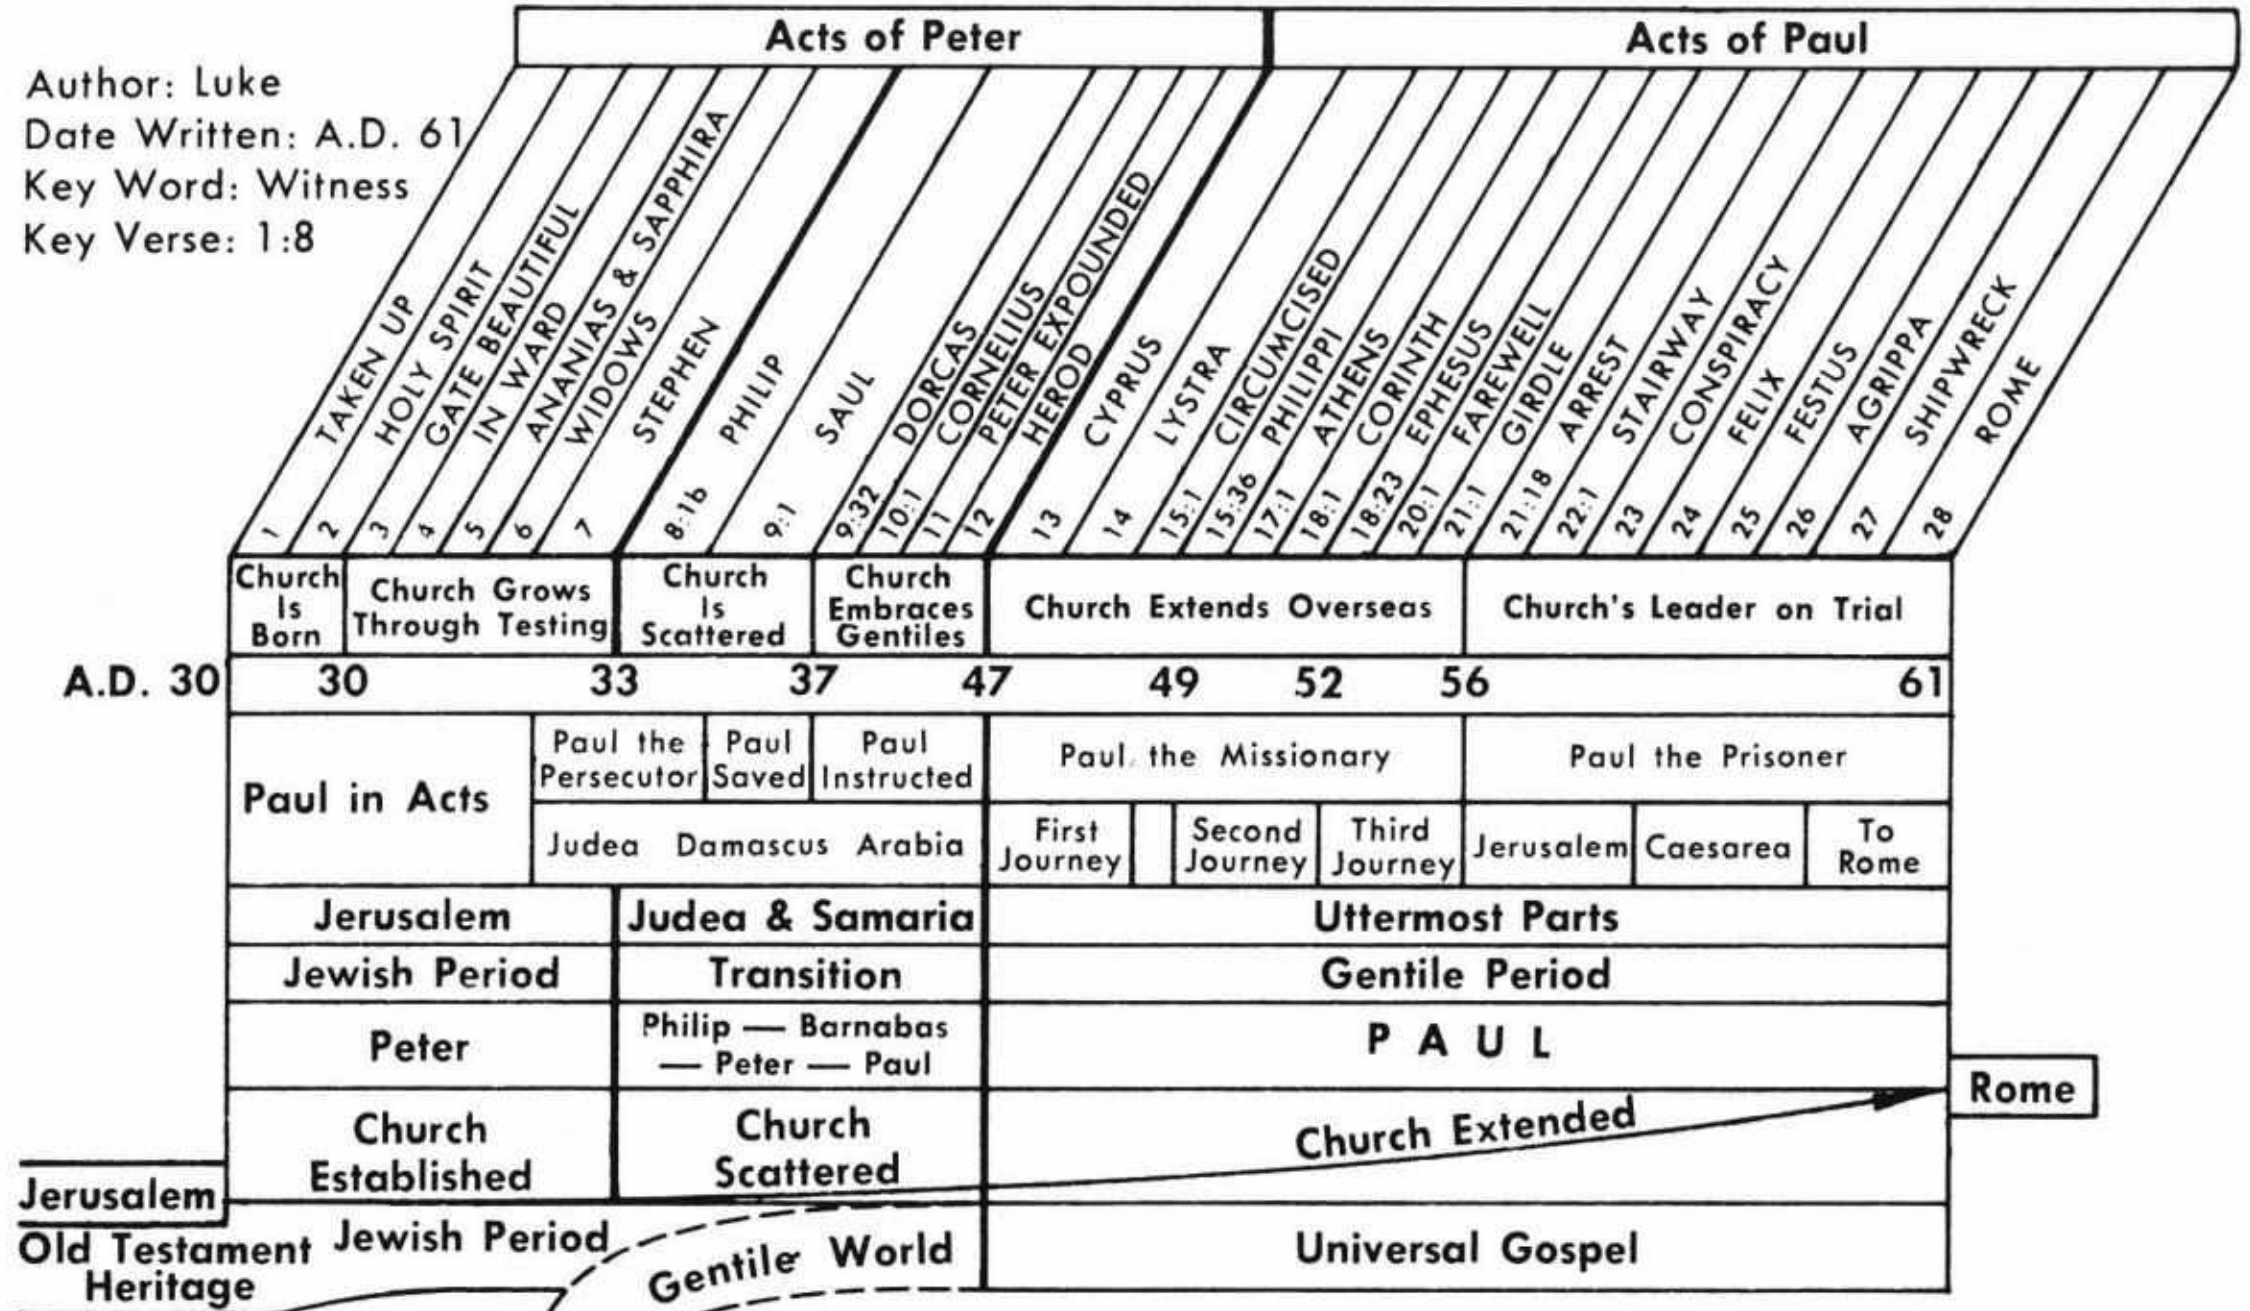 Acts of Peter
Acts of Paul
Author: Luke
Date Written: A.D. 61
Key Word: Witness
Key Verse: 1:8
TAKEN UP
HOLY SPIRIT
GATE BEAUTIFUL
IN WARD
ANANIAS & SAPPHIRA
WIDOWS
STEPHEN
PHILIP
SAUL
DORCAS
CORNELIUS
PETER EXPOUNDED
HEROD
CYPRUS
LYSTRA
CIRCUMCISED
PHILIPPI
ATHENS
CORINTH
EPHESUS
FAREWELL
GIRDLE
ARREST
STAIRWAY
CONSPIRACY
FELIX
FESTUS
AGRIPPA
SHIPWRECK
ROME
1
2
3
4
5
6
7
8:1b
9:1
9:32
10:1
11
12
13
14
15:1
15:36
17:1
18:1
18:23
20:1
21:1
21:18
22:1
23
24
25
26
27
28
Church
Is
Born
Church Grows
Through Testing
Church
Is
Scattered
Church
Embraces
Gentiles
Church Extends Overseas
Church's Leader on Trial
A.D. 30 30 33 37 47 49 52 56 61
Paul in Acts
Paul the
Persecutor
Paul
Saved
Paul
Instructed
Paul the Missionary
Paul the Prisoner
Judea Damascus Arabia
First
Journey
Second
Journey
Third
Journey
Jerusalem
Caesarea
To
Rome
Jerusalem
Judea & Samaria
Uttermost Parts
Jewish Period
Transition
Gentile Period
Peter
Philip — Barnabas
— Peter — Paul
PAUL
Rome
Church
Established
Church
Scattered
Church Extended
Jerusalem
Old Testament
Heritage
Jewish Period
Gentile World
Universal Gospel